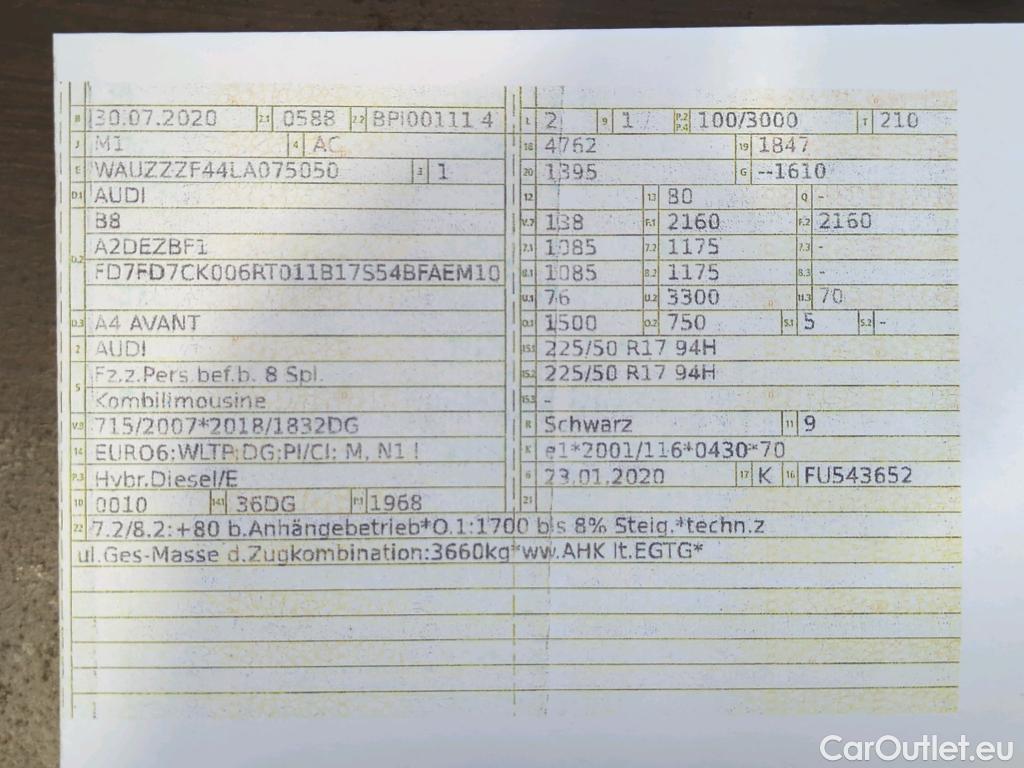 B 30.07.2020 2.1 0588 2.2 BPI00111 4
J M1 4 AC
E WAUZZZF44LA075050 3 1
D.1 AUDI
B8
D.2 A2DEZBF1
FD7FD7CK006RT011B17S54BFAEM10
D.3 A4 AVANT
2 AUDI
5 Fz.z.Pers.bef.b. 8 Spl.
Kombilimousine
V.9 715/2007*2018/1832DG
14 EURO6;WLTP;DG;PI/CI; M, N1 I
P.3 Hybr.Diesel/E
10 0010 14.1 36DG P.1 1968
L 2 9 1 P.2 P.4 100/3000 T 210
18 4762 19 1847
20 1395 G --1610
12 13 80 Q -
V.7 138 F.1 2160 F.2 2160
7.1 1085 7.2 1175 7.3 -
8.1 1085 8.2 1175 8.3 -
U.1 76 U.2 3300 U.3 70
O.1 1500 O.2 750 S.1 5 S.2 -
15.1 225/50 R17 94H
15.2 225/50 R17 94H
15.3 -
R Schwarz 11 9
K e1*2001/116*0430*70
6 23.01.2020 17 K 16 FU543652
21
22 7.2/8.2:+80 b.Anhängebetrieb*O.1:1700 bis 8% Steig.*techn.z
ul.Ges-Masse d.Zugkombination:3660kg*ww.AHK lt.EGTG*
CarOutlet.eu